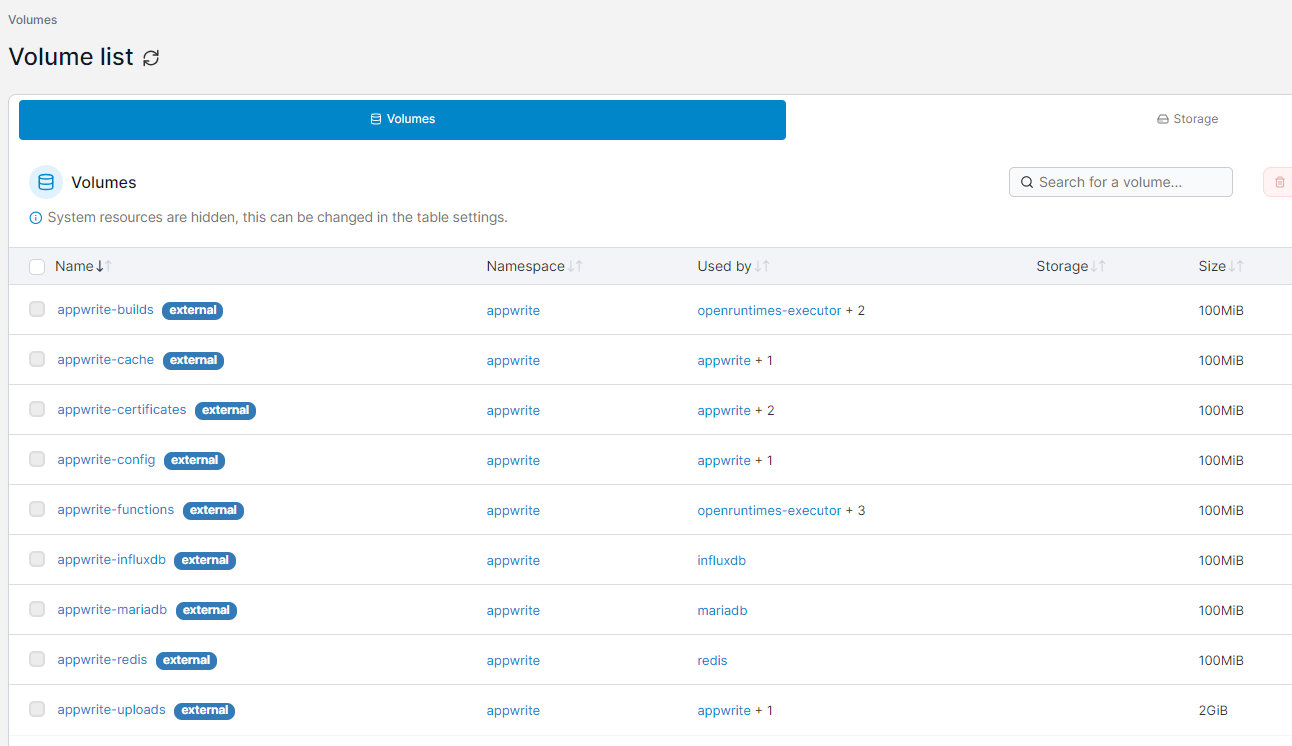 Volumes
Volume list
Volumes Storage
Volumes Search for a volume...
System resources are hidden, this can be changed in the table settings.
Name Namespace Used by Storage Size
appwrite-builds external appwrite openruntimes-executor + 2 100MiB
appwrite-cache external appwrite appwrite + 1 100MiB
appwrite-certificates external appwrite appwrite + 2 100MiB
appwrite-config external appwrite appwrite + 1 100MiB
appwrite-functions external appwrite openruntimes-executor + 3 100MiB
appwrite-influxdb external appwrite influxdb 100MiB
appwrite-mariadb external appwrite mariadb 100MiB
appwrite-redis external appwrite redis 100MiB
appwrite-uploads external appwrite appwrite + 1 2GiB